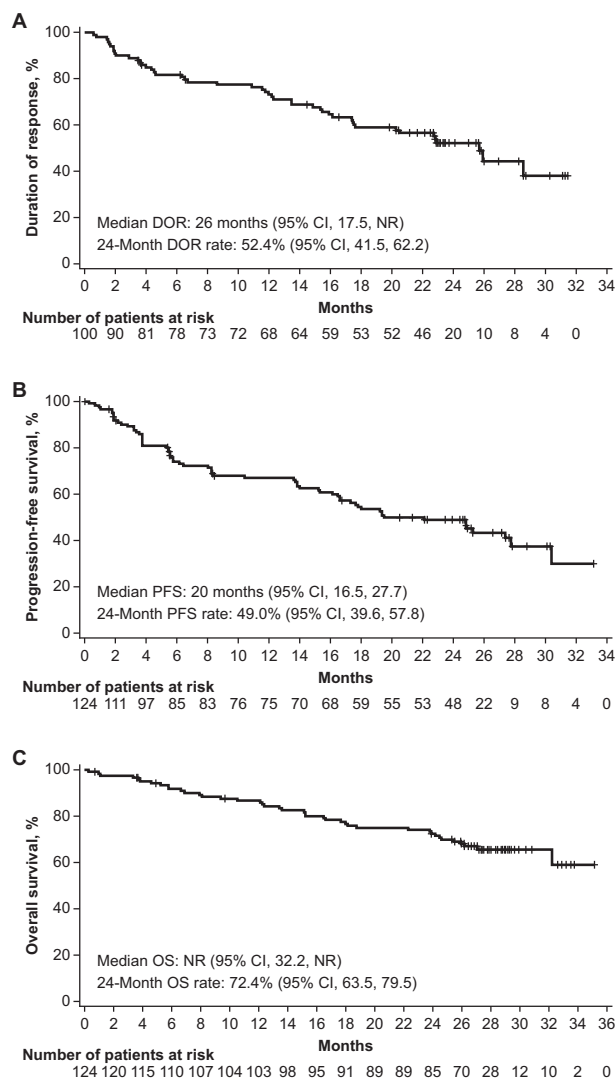 A
Duration of response, %
100
80
60
40
20
0
Median DOR: 26 months (95% CI, 17.5, NR)
24-Month DOR rate: 52.4% (95% CI, 41.5, 62.2)
0 2 4 6 8 10 12 14 16 18 20 22 24 26 28 30 32 34
Months
Number of patients at risk
100 90 81 78 73 72 68 64 59 53 52 46 20 10 8 4 0
B
Progression-free survival, %
100
80
60
40
20
0
Median PFS: 20 months (95% CI, 16.5, 27.7)
24-Month PFS rate: 49.0% (95% CI, 39.6, 57.8)
0 2 4 6 8 10 12 14 16 18 20 22 24 26 28 30 32 34
Months
Number of patients at risk
124 111 97 85 83 76 75 70 68 59 55 53 48 22 9 8 4 0
C
Overall survival, %
100
80
60
40
20
0
Median OS: NR (95% CI, 32.2, NR)
24-Month OS rate: 72.4% (95% CI, 63.5, 79.5)
0 2 4 6 8 10 12 14 16 18 20 22 24 26 28 30 32 34 36
Months
Number of patients at risk
124 120 115 110 107 104 103 98 95 91 89 89 85 70 28 12 10 2 0